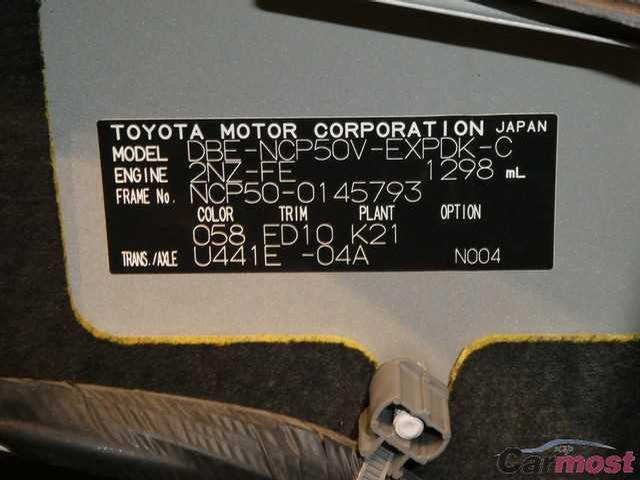 TOYOTA MOTOR CORPORATION JAPAN
MODEL DBE-NCP50V-EXPDK-C
ENGINE 2NZ-FE 1298 mL
FRAME No. NCP50-0145793
COLOR TRIM PLANT OPTION
058 ED10 K21
TRANS./AXLE U441E -04A N004
Carmost